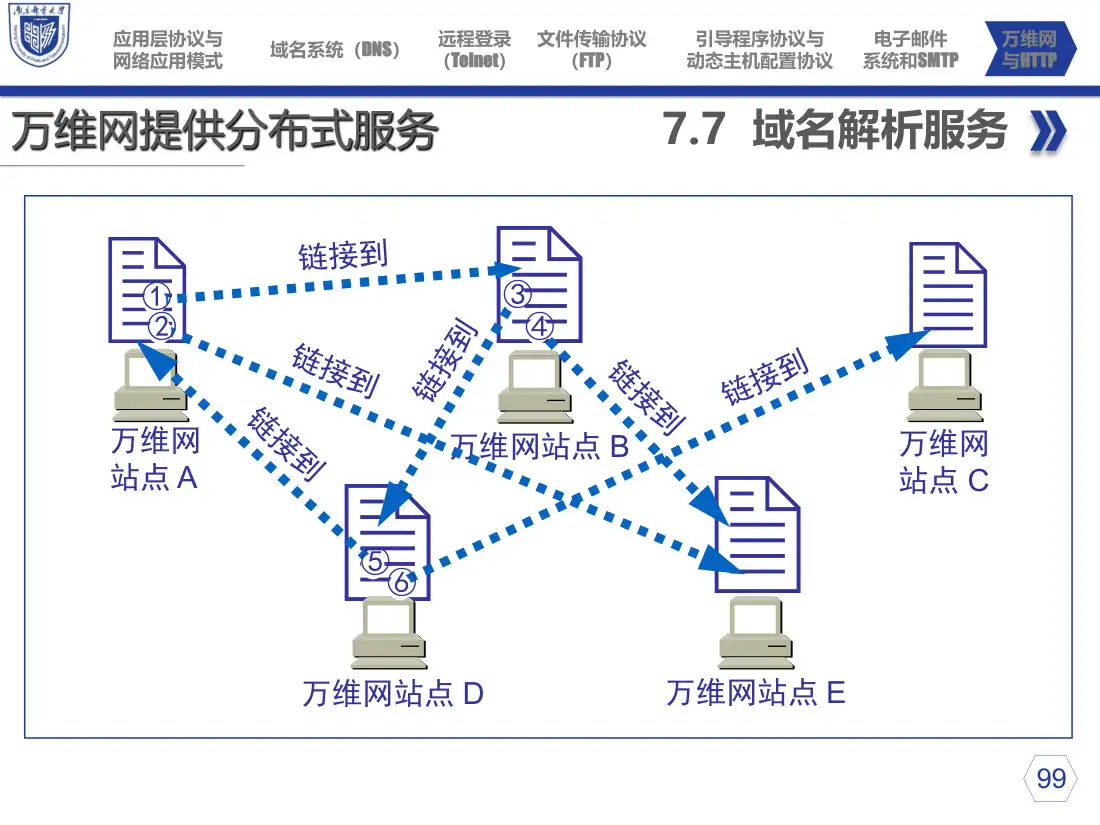 应用层协议与
网络应用模式
域名系统（DNS）
远程登录
（Telnet）
文件传输协议
（FTP）
引导程序协议与
动态主机配置协议
电子邮件
系统和SMTP
万维网
与HTTP
万维网提供分布式服务
7.7 域名解析服务
链接到
①
②
③
④
链接到
链接到
链接到
链接到
链接到
万维网
站点 A
万维网站点 B
万维网
站点 C
⑤
⑥
万维网站点 D
万维网站点 E
99